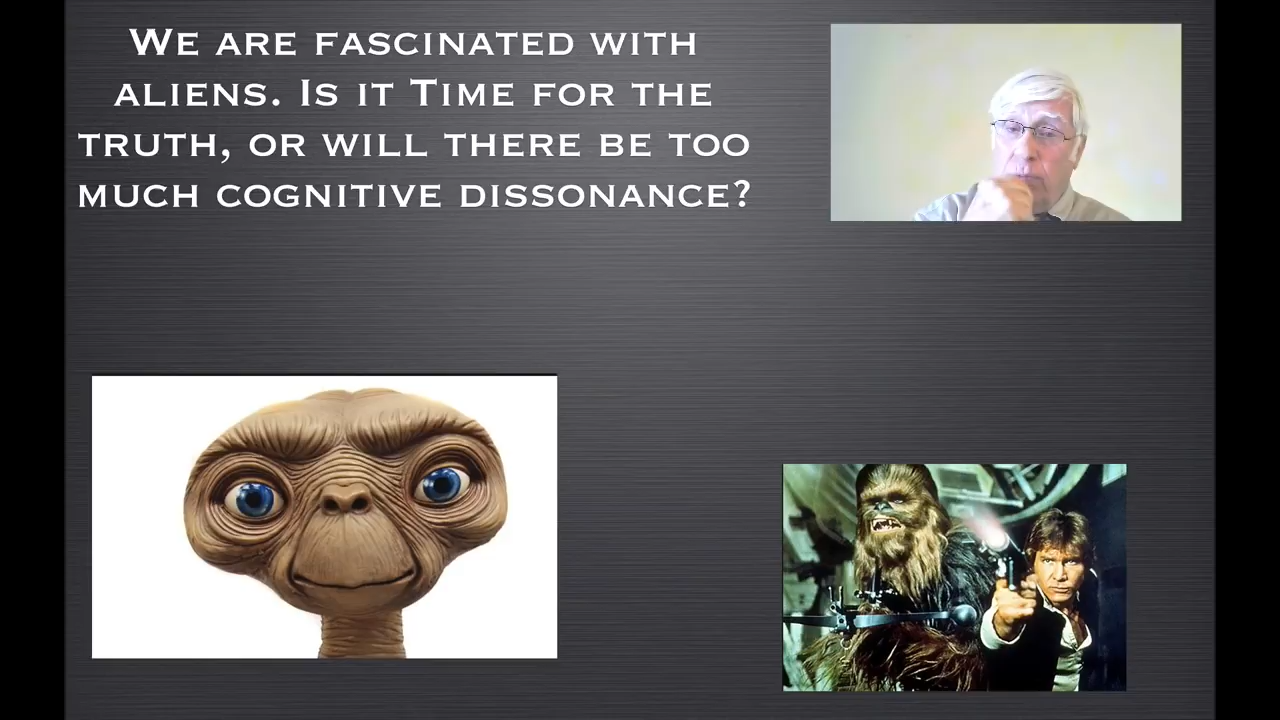 We are fascinated with
aliens. Is it Time for the
truth, or will there be too
much cognitive dissonance?